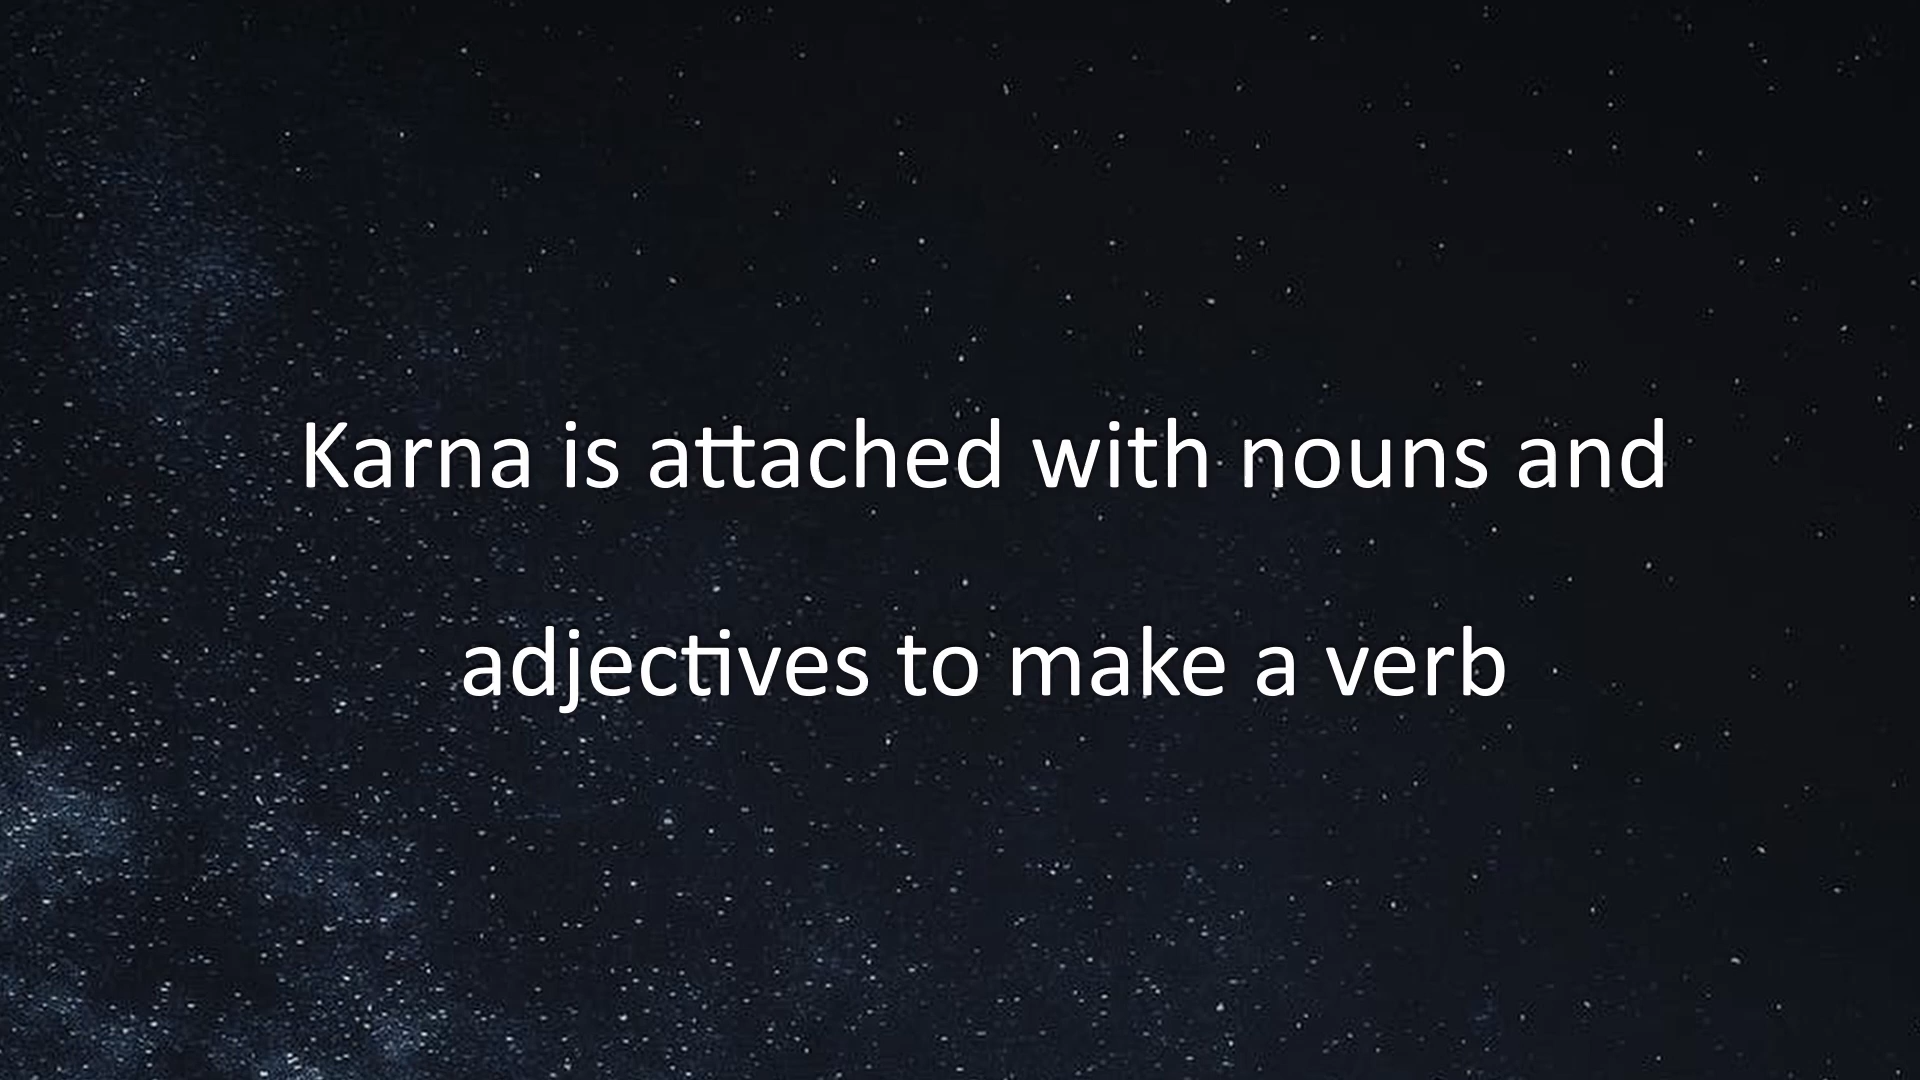 Karna is attached with nouns and
adjectives to make a verb